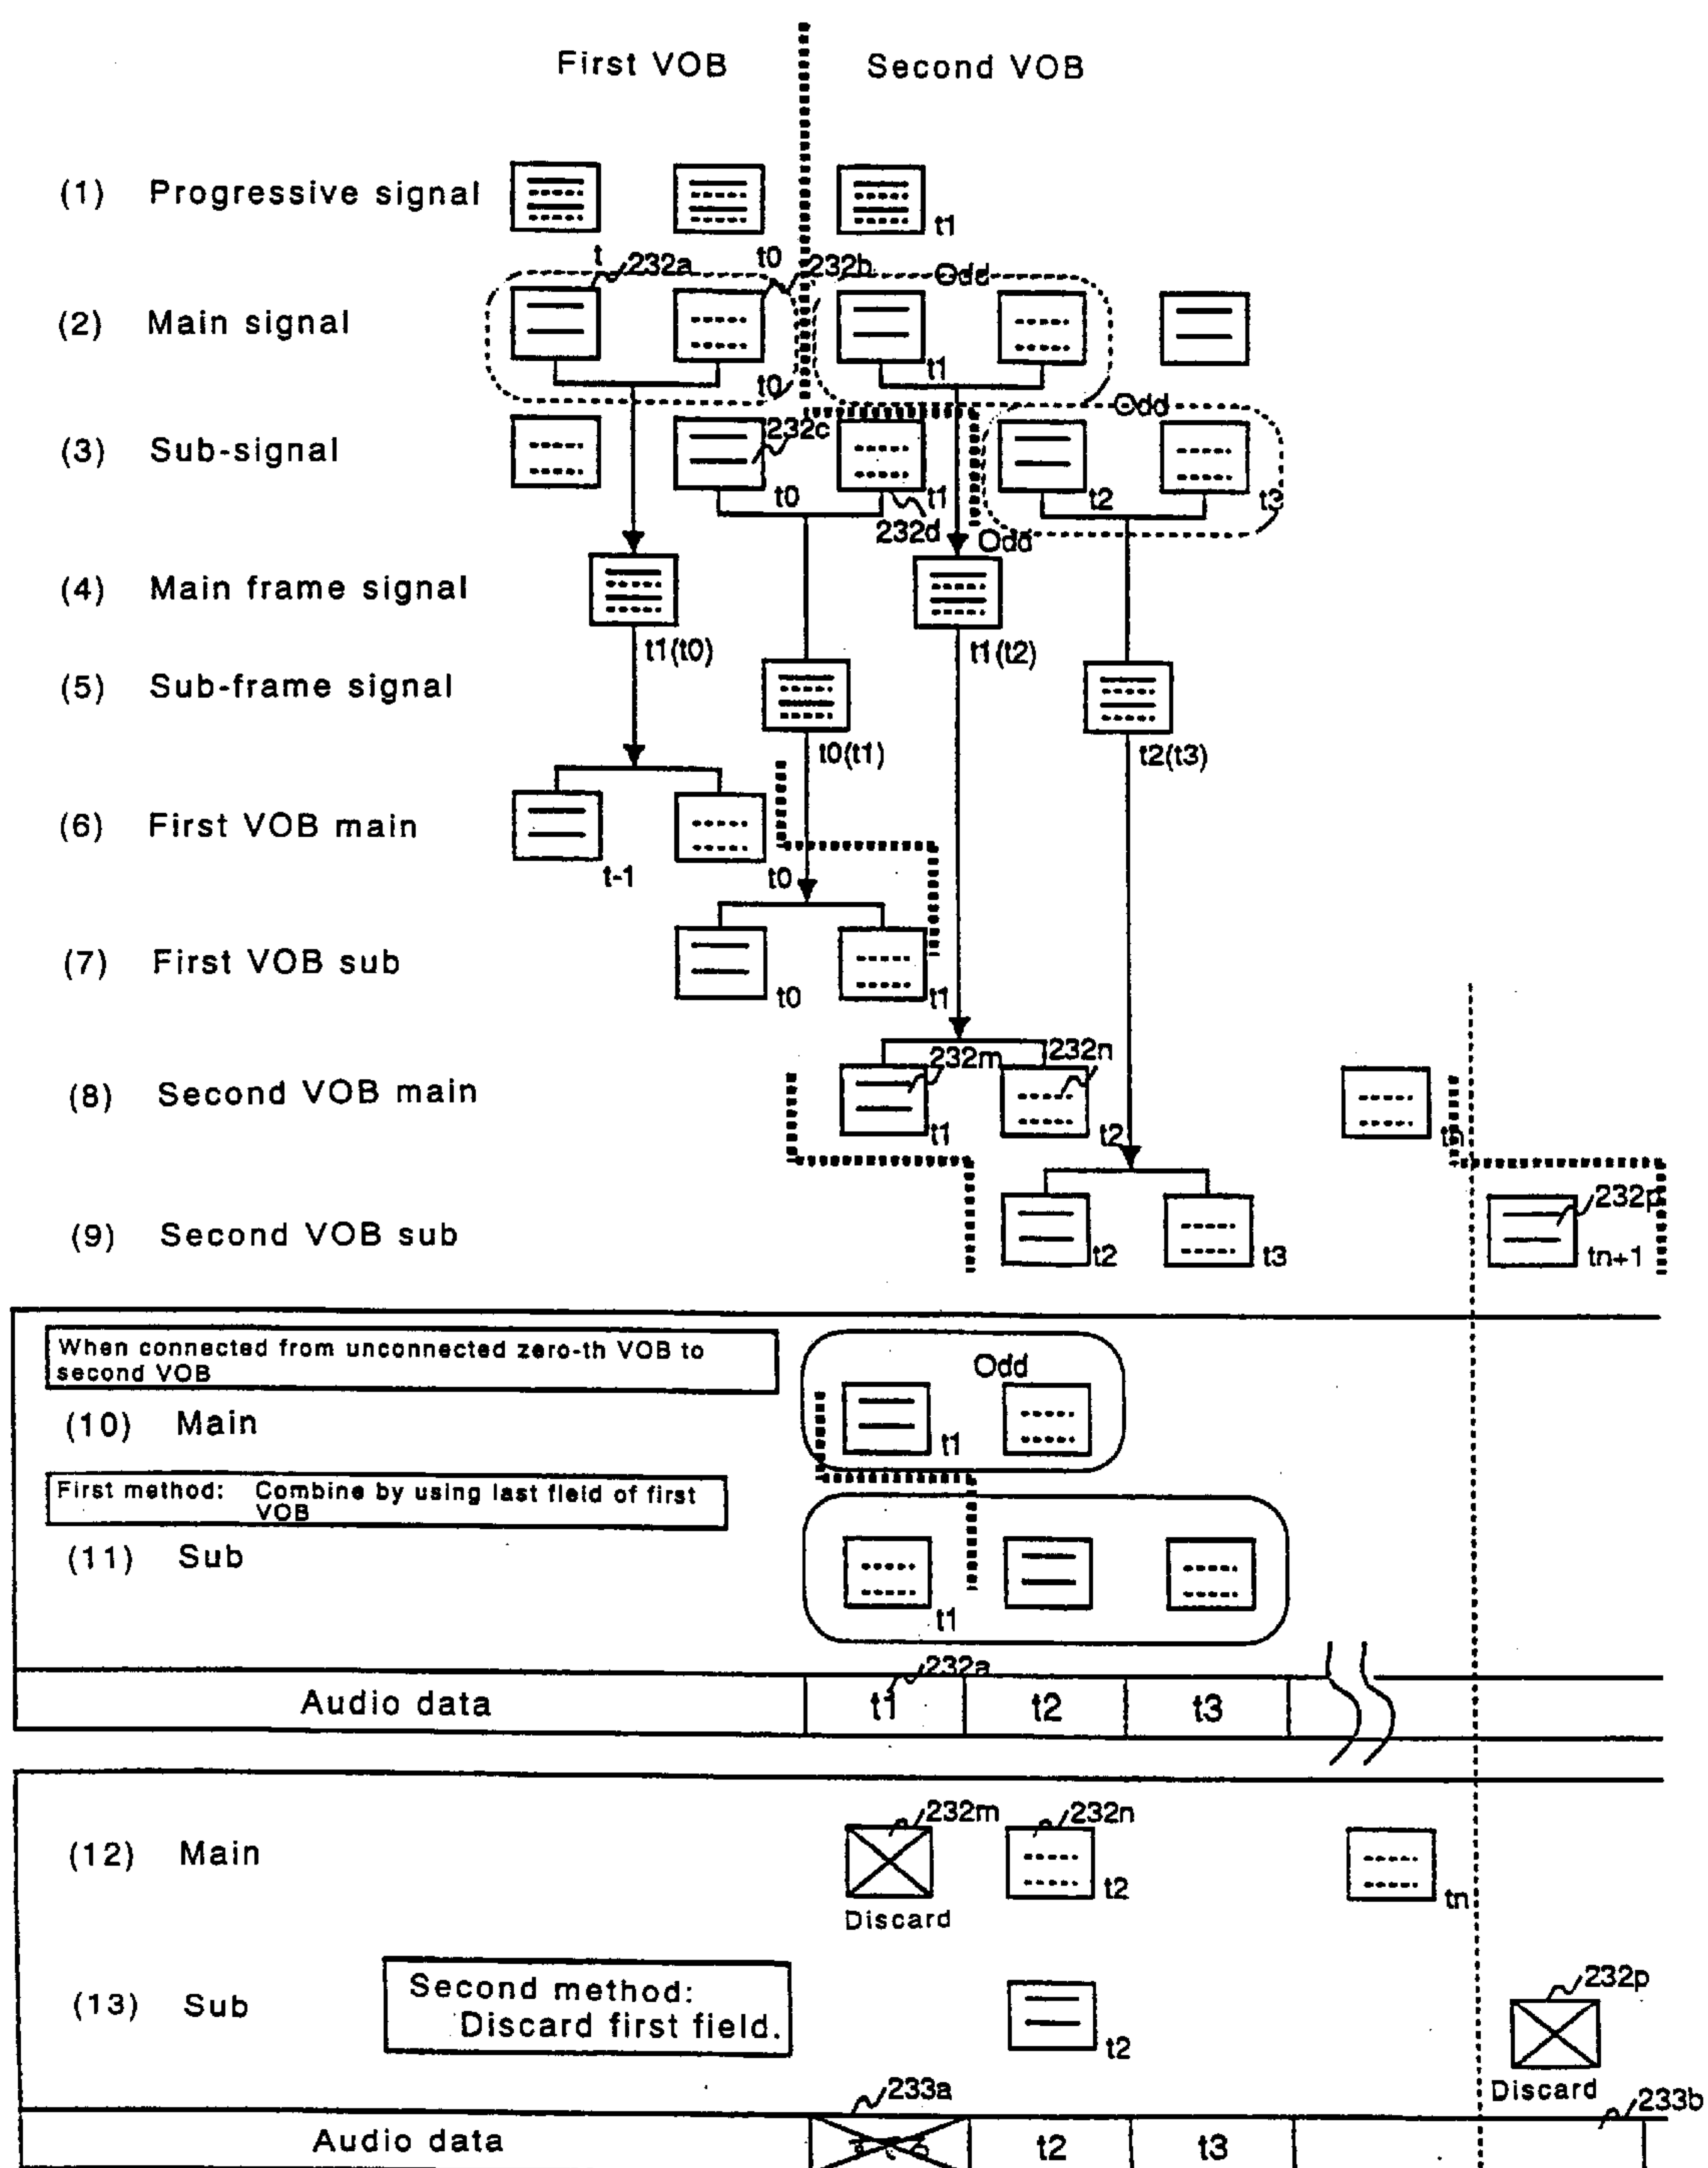 First VOB
Second VOB
(1) Progressive signal
t1
t
232a
t0
232b
Odd
(2) Main signal
t0
t1
Odd
(3) Sub-signal
232c
t0
t1
232d
t2
t3
Odd
(4) Main frame signal
t1(t0)
t1(t2)
(5) Sub-frame signal
t0(t1)
t2(t3)
(6) First VOB main
t-1
t0
(7) First VOB sub
t0
t1
232m
232n
(8) Second VOB main
t1
t2
232p
(9) Second VOB sub
t2
t3
tn+1
When connected from unconnected zero-th VOB to
second VOB
Odd
(10) Main
t1
First method: Combine by using last field of first
VOB
(11) Sub
t1
232a
Audio data
t1
t2
t3
232m
232n
(12) Main
t2
tn
Discard
232p
(13) Sub
Second method:
Discard first field.
t2
Discard
233a
233b
Audio data
t2
t3